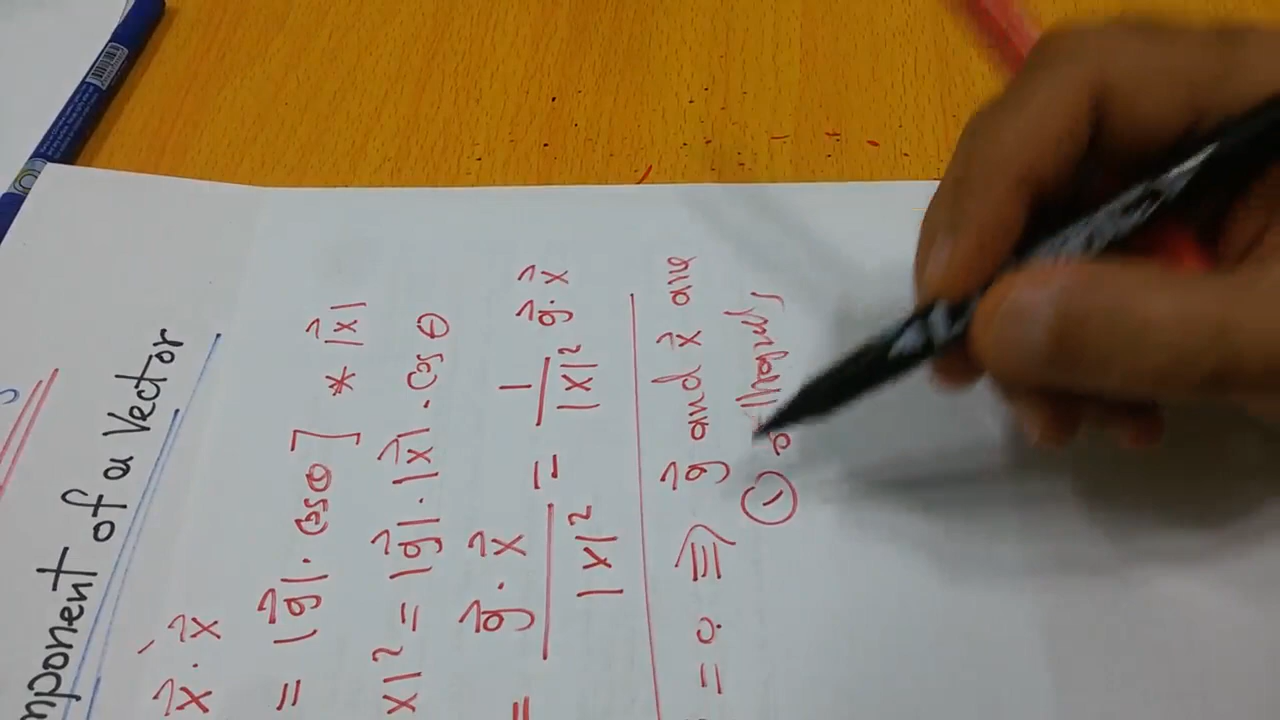 mponent of a Vector
x⃗ . x⃗
= |g⃗| . cosθ ] * |x⃗|
x|² = |g⃗| . |x⃗| . cosθ
= g⃗ . x⃗ / |x|² = 1 / |x|² g⃗ . x⃗
= 0. ⇒ g⃗ and x⃗ are
① orthogonal,